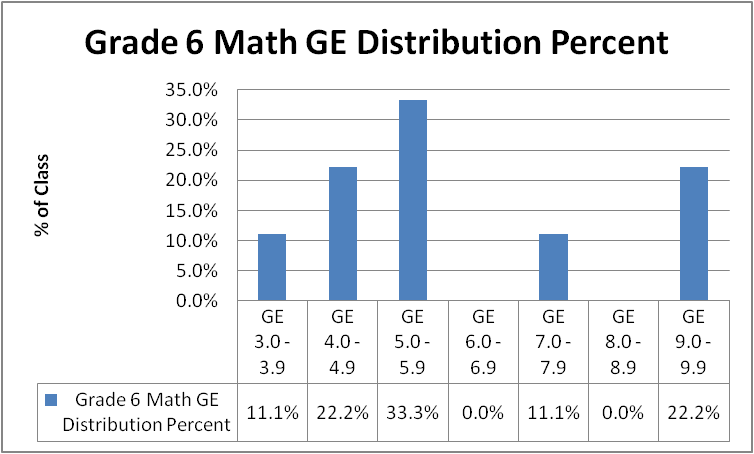 Grade 6 Math GE Distribution Percent
% of Class
35.0%
30.0%
25.0%
20.0%
15.0%
10.0%
5.0%
0.0%
GE 3.0 - 3.9
GE 4.0 - 4.9
GE 5.0 - 5.9
GE 6.0 - 6.9
GE 7.0 - 7.9
GE 8.0 - 8.9
GE 9.0 - 9.9
Grade 6 Math GE
Distribution Percent
11.1% 22.2% 33.3% 0.0% 11.1% 0.0% 22.2%